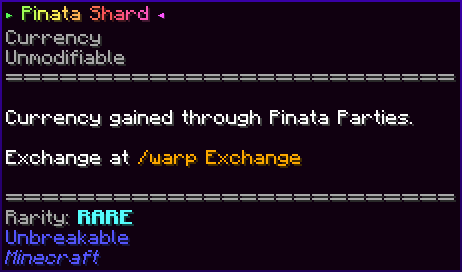 ▸ Pinata Shard ◂
Currency
Unmodifiable
================================
Currency gained through Pinata Parties.
Exchange at /warp Exchange
================================
Rarity: RARE
Unbreakable
Minecraft